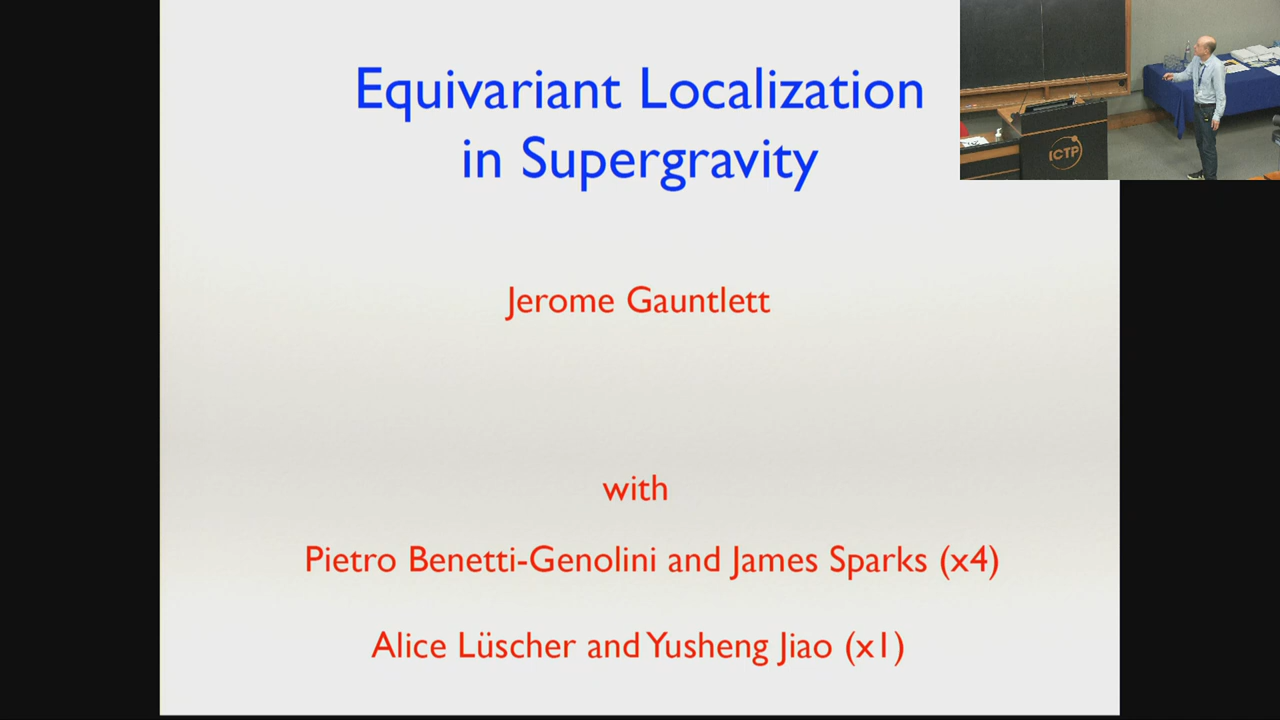 Equivariant Localization
in Supergravity
Jerome Gauntlett
with
Pietro Benetti-Genolini and James Sparks (x4)
Alice Lüscher and Yusheng Jiao (x1)
ICTP